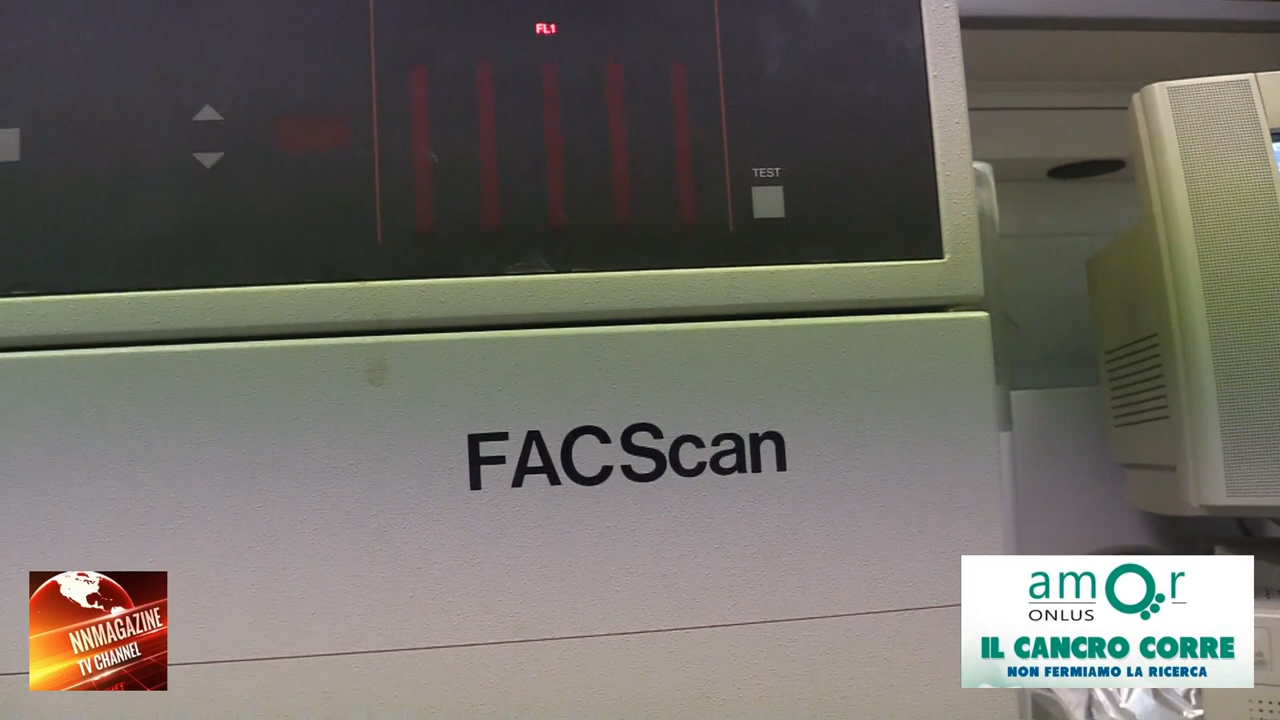 FL1
TEST
FACScan
NNMAGAZINE
TV CHANNEL
amOr
ONLUS
IL CANCRO CORRE
NON FERMIAMO LA RICERCA